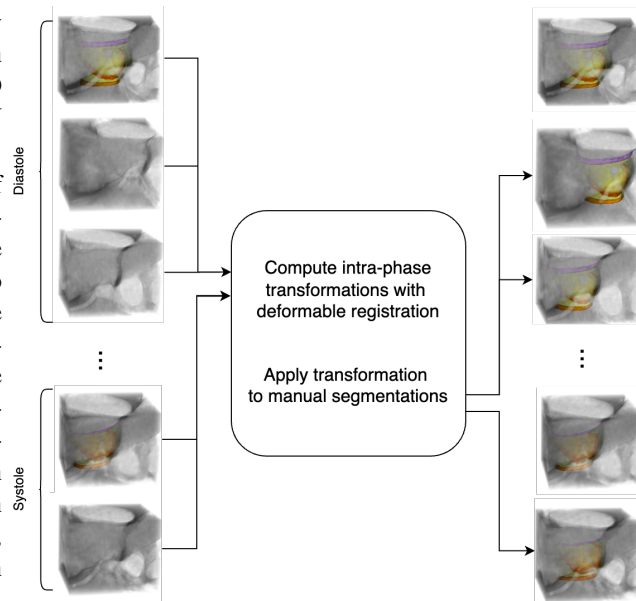 Diastole
Systole
Compute intra-phase
transformations with
deformable registration
Apply transformation
to manual segmentations
...
...